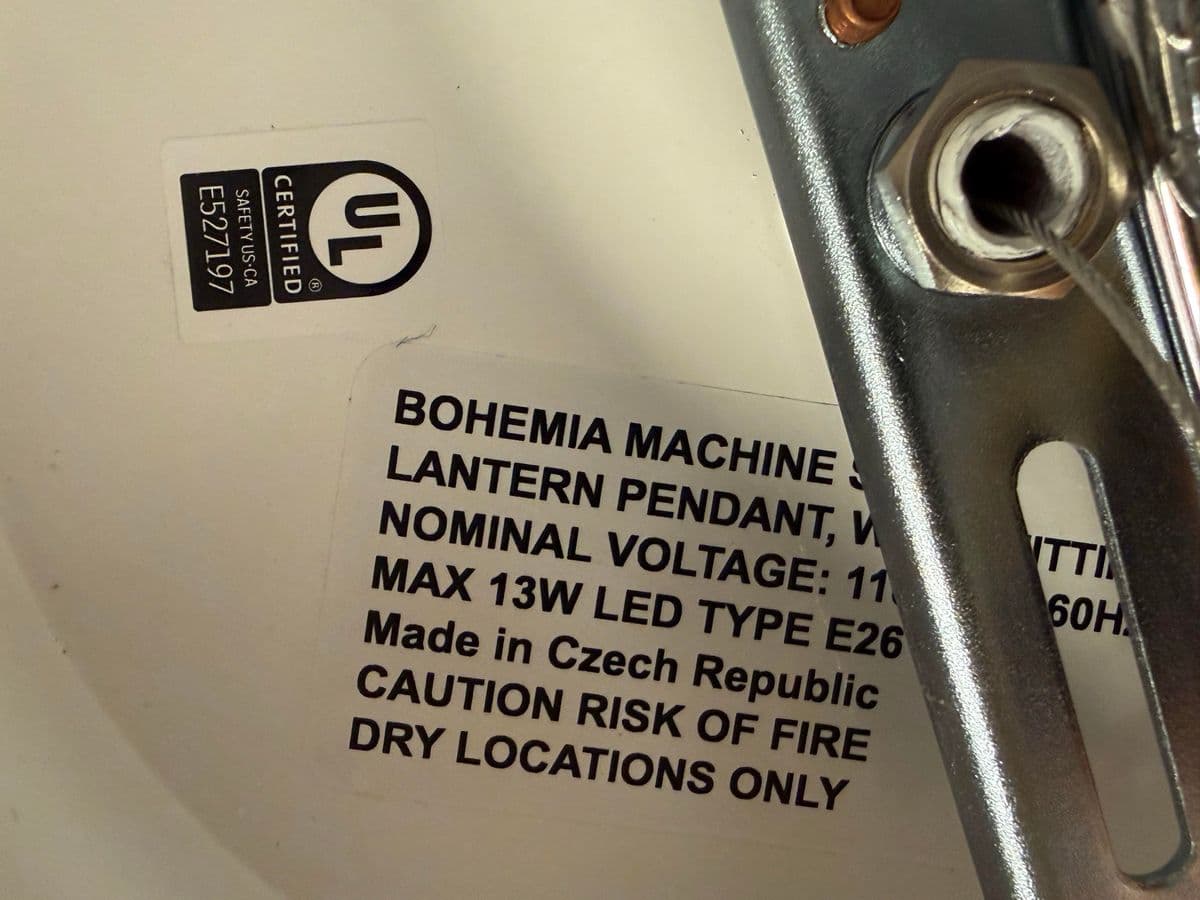 UL
®
CERTIFIED
SAFETY US·CA
E527197
BOHEMIA MACHINE
LANTERN PENDANT,
NOMINAL VOLTAGE:
MAX 13W LED TYPE E26
Made in Czech Republic
CAUTION RISK OF FIRE
DRY LOCATIONS ONLY